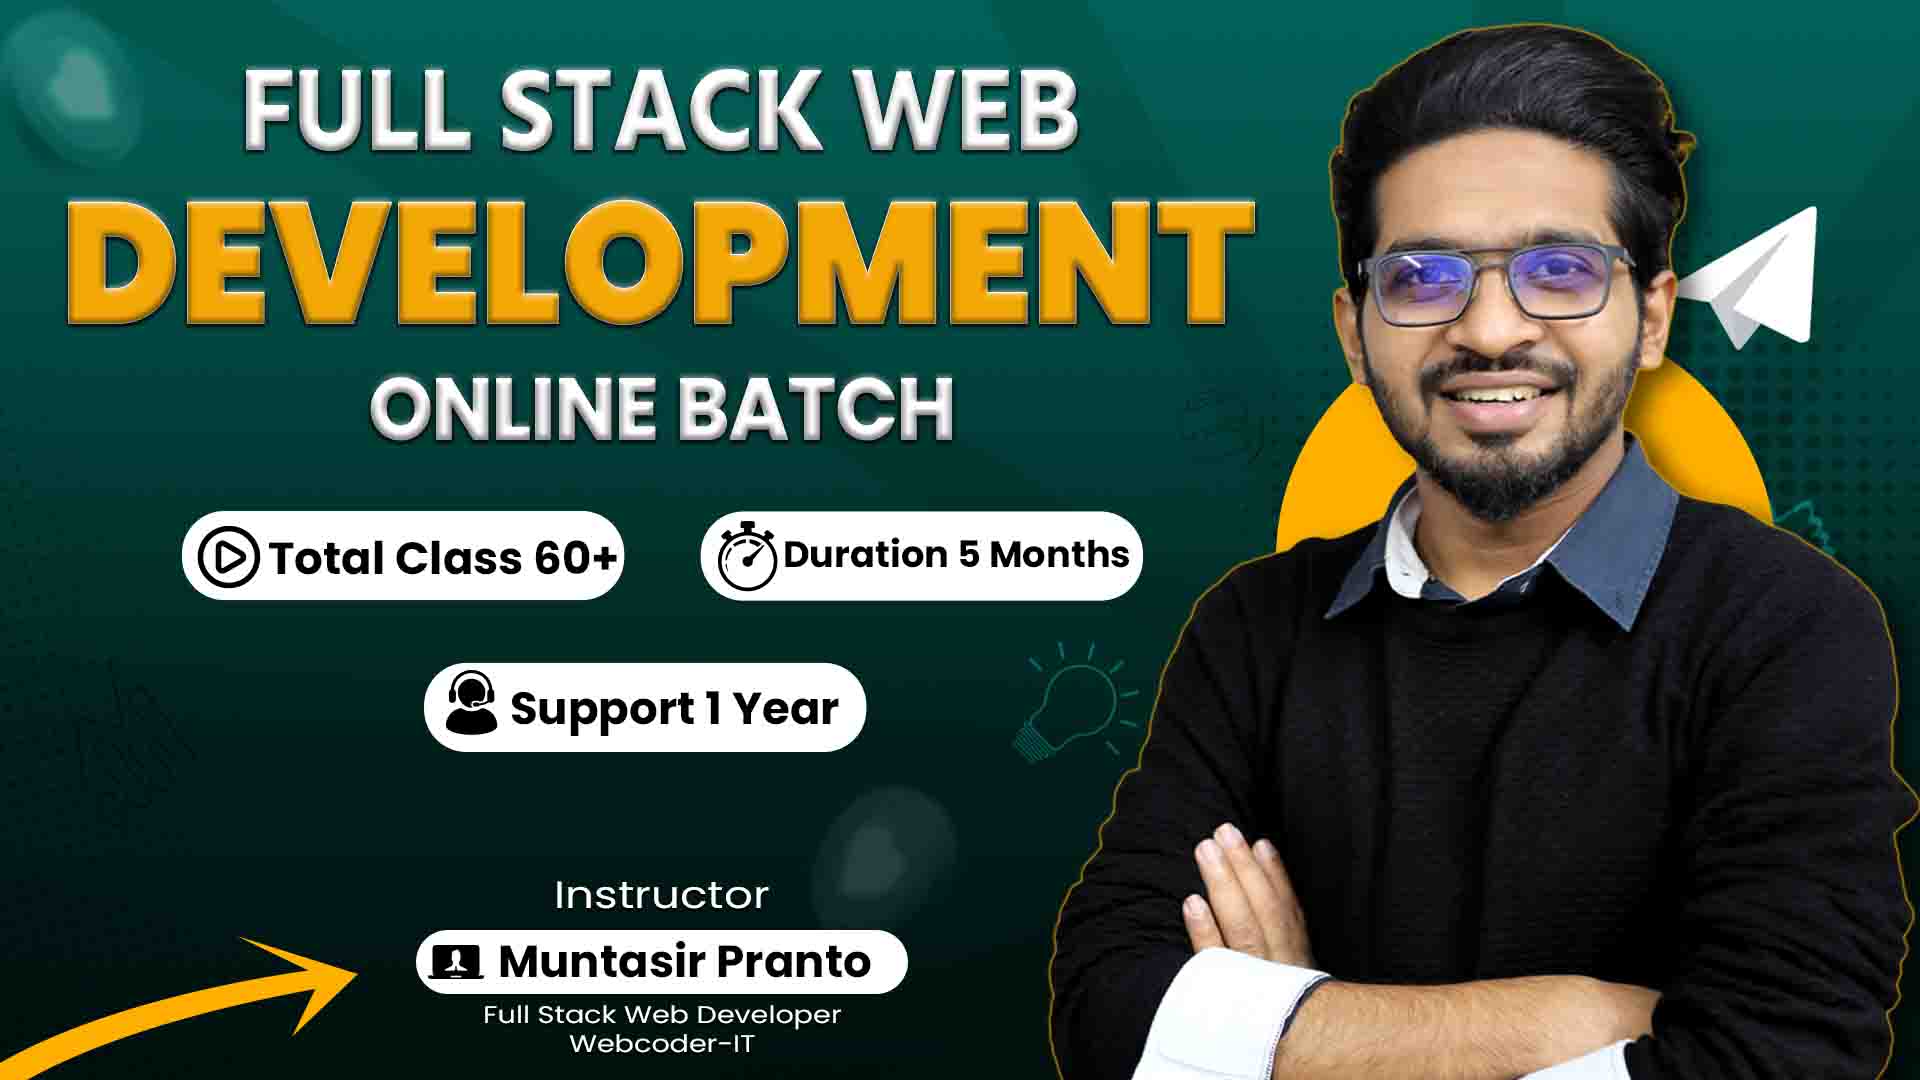 FULL STACK WEB
DEVELOPMENT
ONLINE BATCH
Total Class 60+
Duration 5 Months
Support 1 Year
Instructor
Muntasir Pranto
Full Stack Web Developer
Webcoder-IT